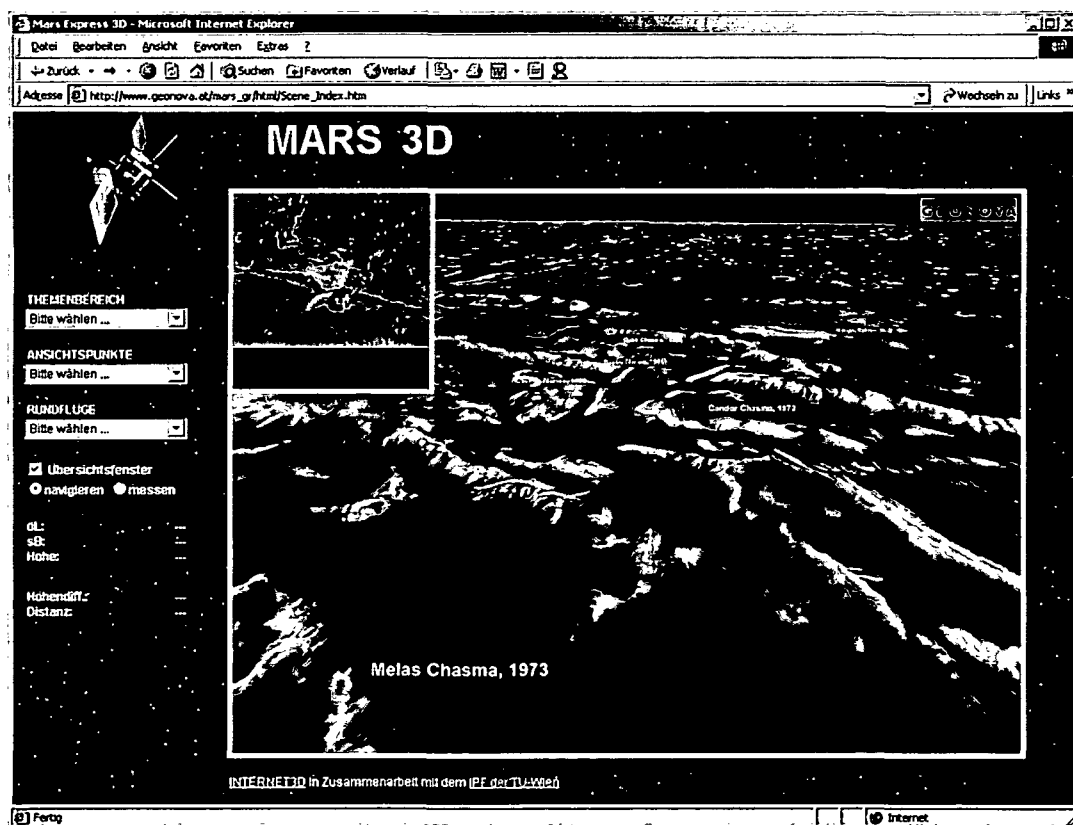 Mars Express 3D - Microsoft Internet Explorer
Datei Bearbeiten Ansicht Favoriten Extras ?
Zurück Suchen Favoriten Verlauf
Adresse http://www.geonova.at/mars_gr/html/Scene_Index.htm Wechseln zu Links
MARS 3D
GEONOVA
THEMENBEREICH
Bitte wählen ...
ANSICHTSPUNKTE
Bitte wählen ...
RUNDFLÜGE
Bitte wählen ...
Übersichtsfenster
navigieren messen
oL: ---
sB: ---
Höhe: ---
Höhendiff.: ---
Distanz: ---
Candor Chasma, 1973
Melas Chasma, 1973
INTERNET3D in Zusammenarbeit mit dem IPF der TU-Wien
Fertig Internet